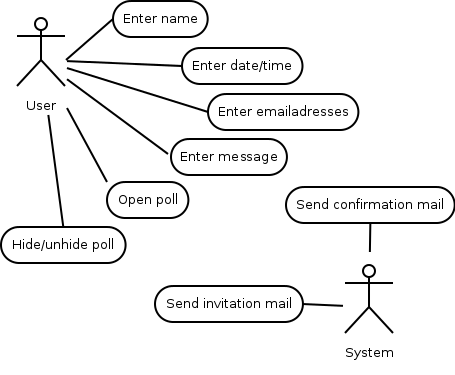 Enter name
Enter date/time
User
Enter emailadresses
Enter message
Open poll
Send confirmation mail
Hide/unhide poll
Send invitation mail
System